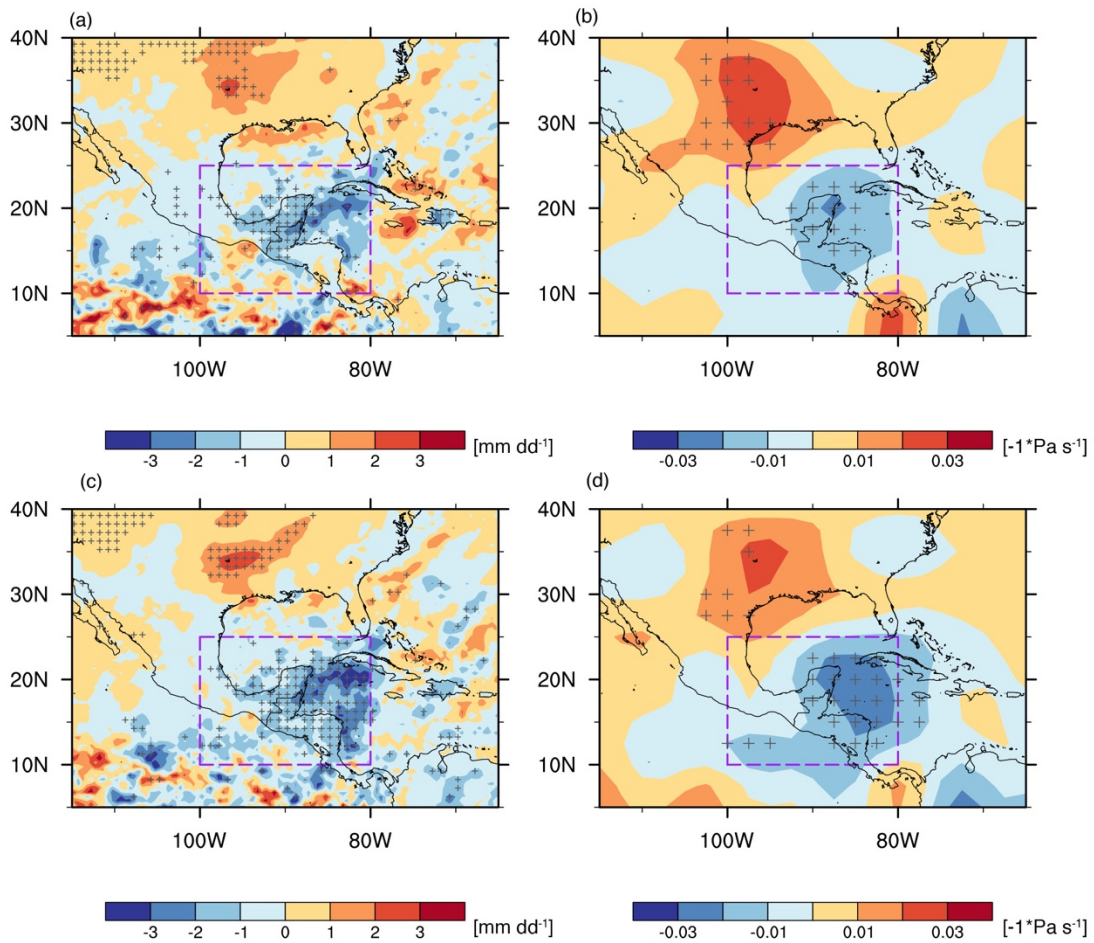 (a) (b)
40N 40N
30N 30N
20N 20N
10N 10N
100W 80W 100W 80W
-3 -2 -1 0 1 2 3 [mm dd⁻¹] -0.03 -0.01 0.01 0.03 [-1*Pa s⁻¹]
(c) (d)
40N 40N
30N 30N
20N 20N
10N 10N
100W 80W 100W 80W
-3 -2 -1 0 1 2 3 [mm dd⁻¹] -0.03 -0.01 0.01 0.03 [-1*Pa s⁻¹]